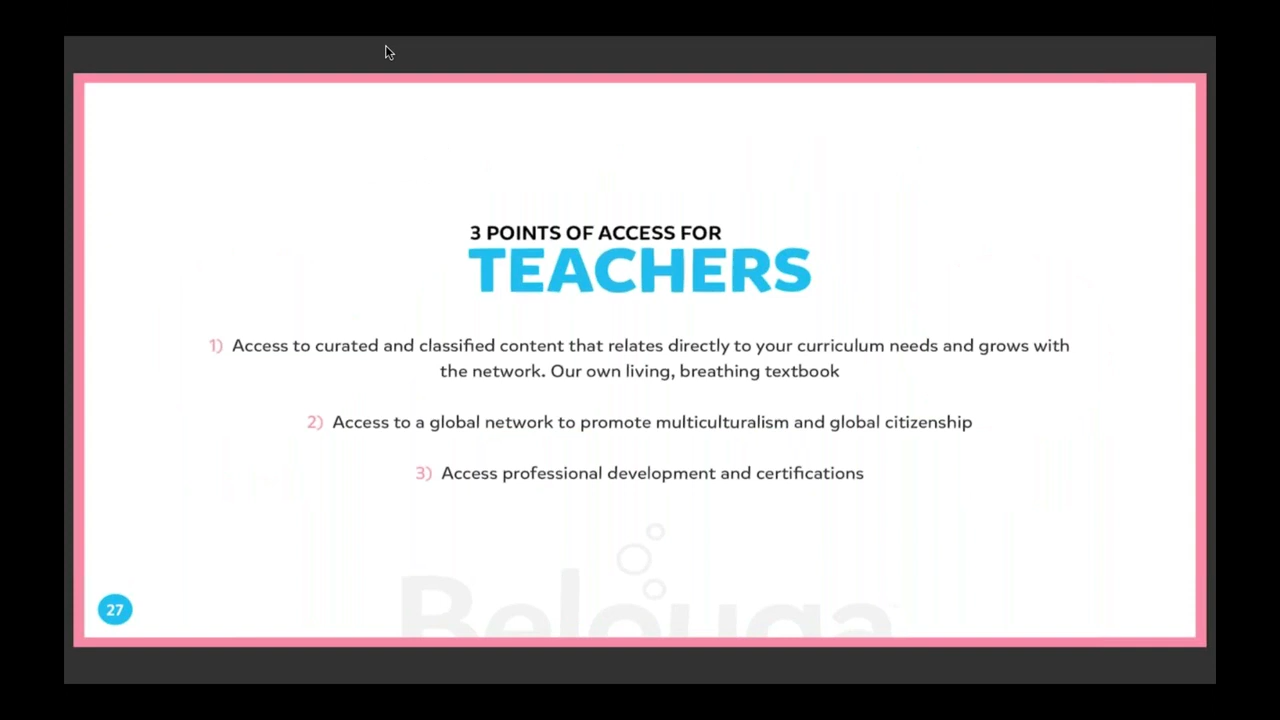 3 POINTS OF ACCESS FOR
TEACHERS
1) Access to curated and classified content that relates directly to your curriculum needs and grows with
the network. Our own living, breathing textbook
2) Access to a global network to promote multiculturalism and global citizenship
3) Access professional development and certifications
Belouga
27